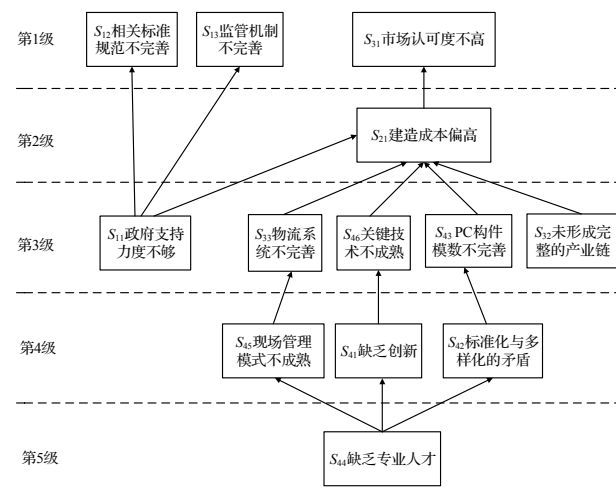 第1级
S12相关标准
规范不完善
S13监管机制
不完善
S31市场认可度不高
第2级
S21建造成本偏高
第3级
S11政府支持
力度不够
S33物流系
统不完善
S46关键技
术不成熟
S43 PC构件
模数不完善
S32未形成完
整的产业链
第4级
S45现场管理
模式不成熟
S41缺乏创新
S42标准化与多
样化的矛盾
第5级
S44缺乏专业人才